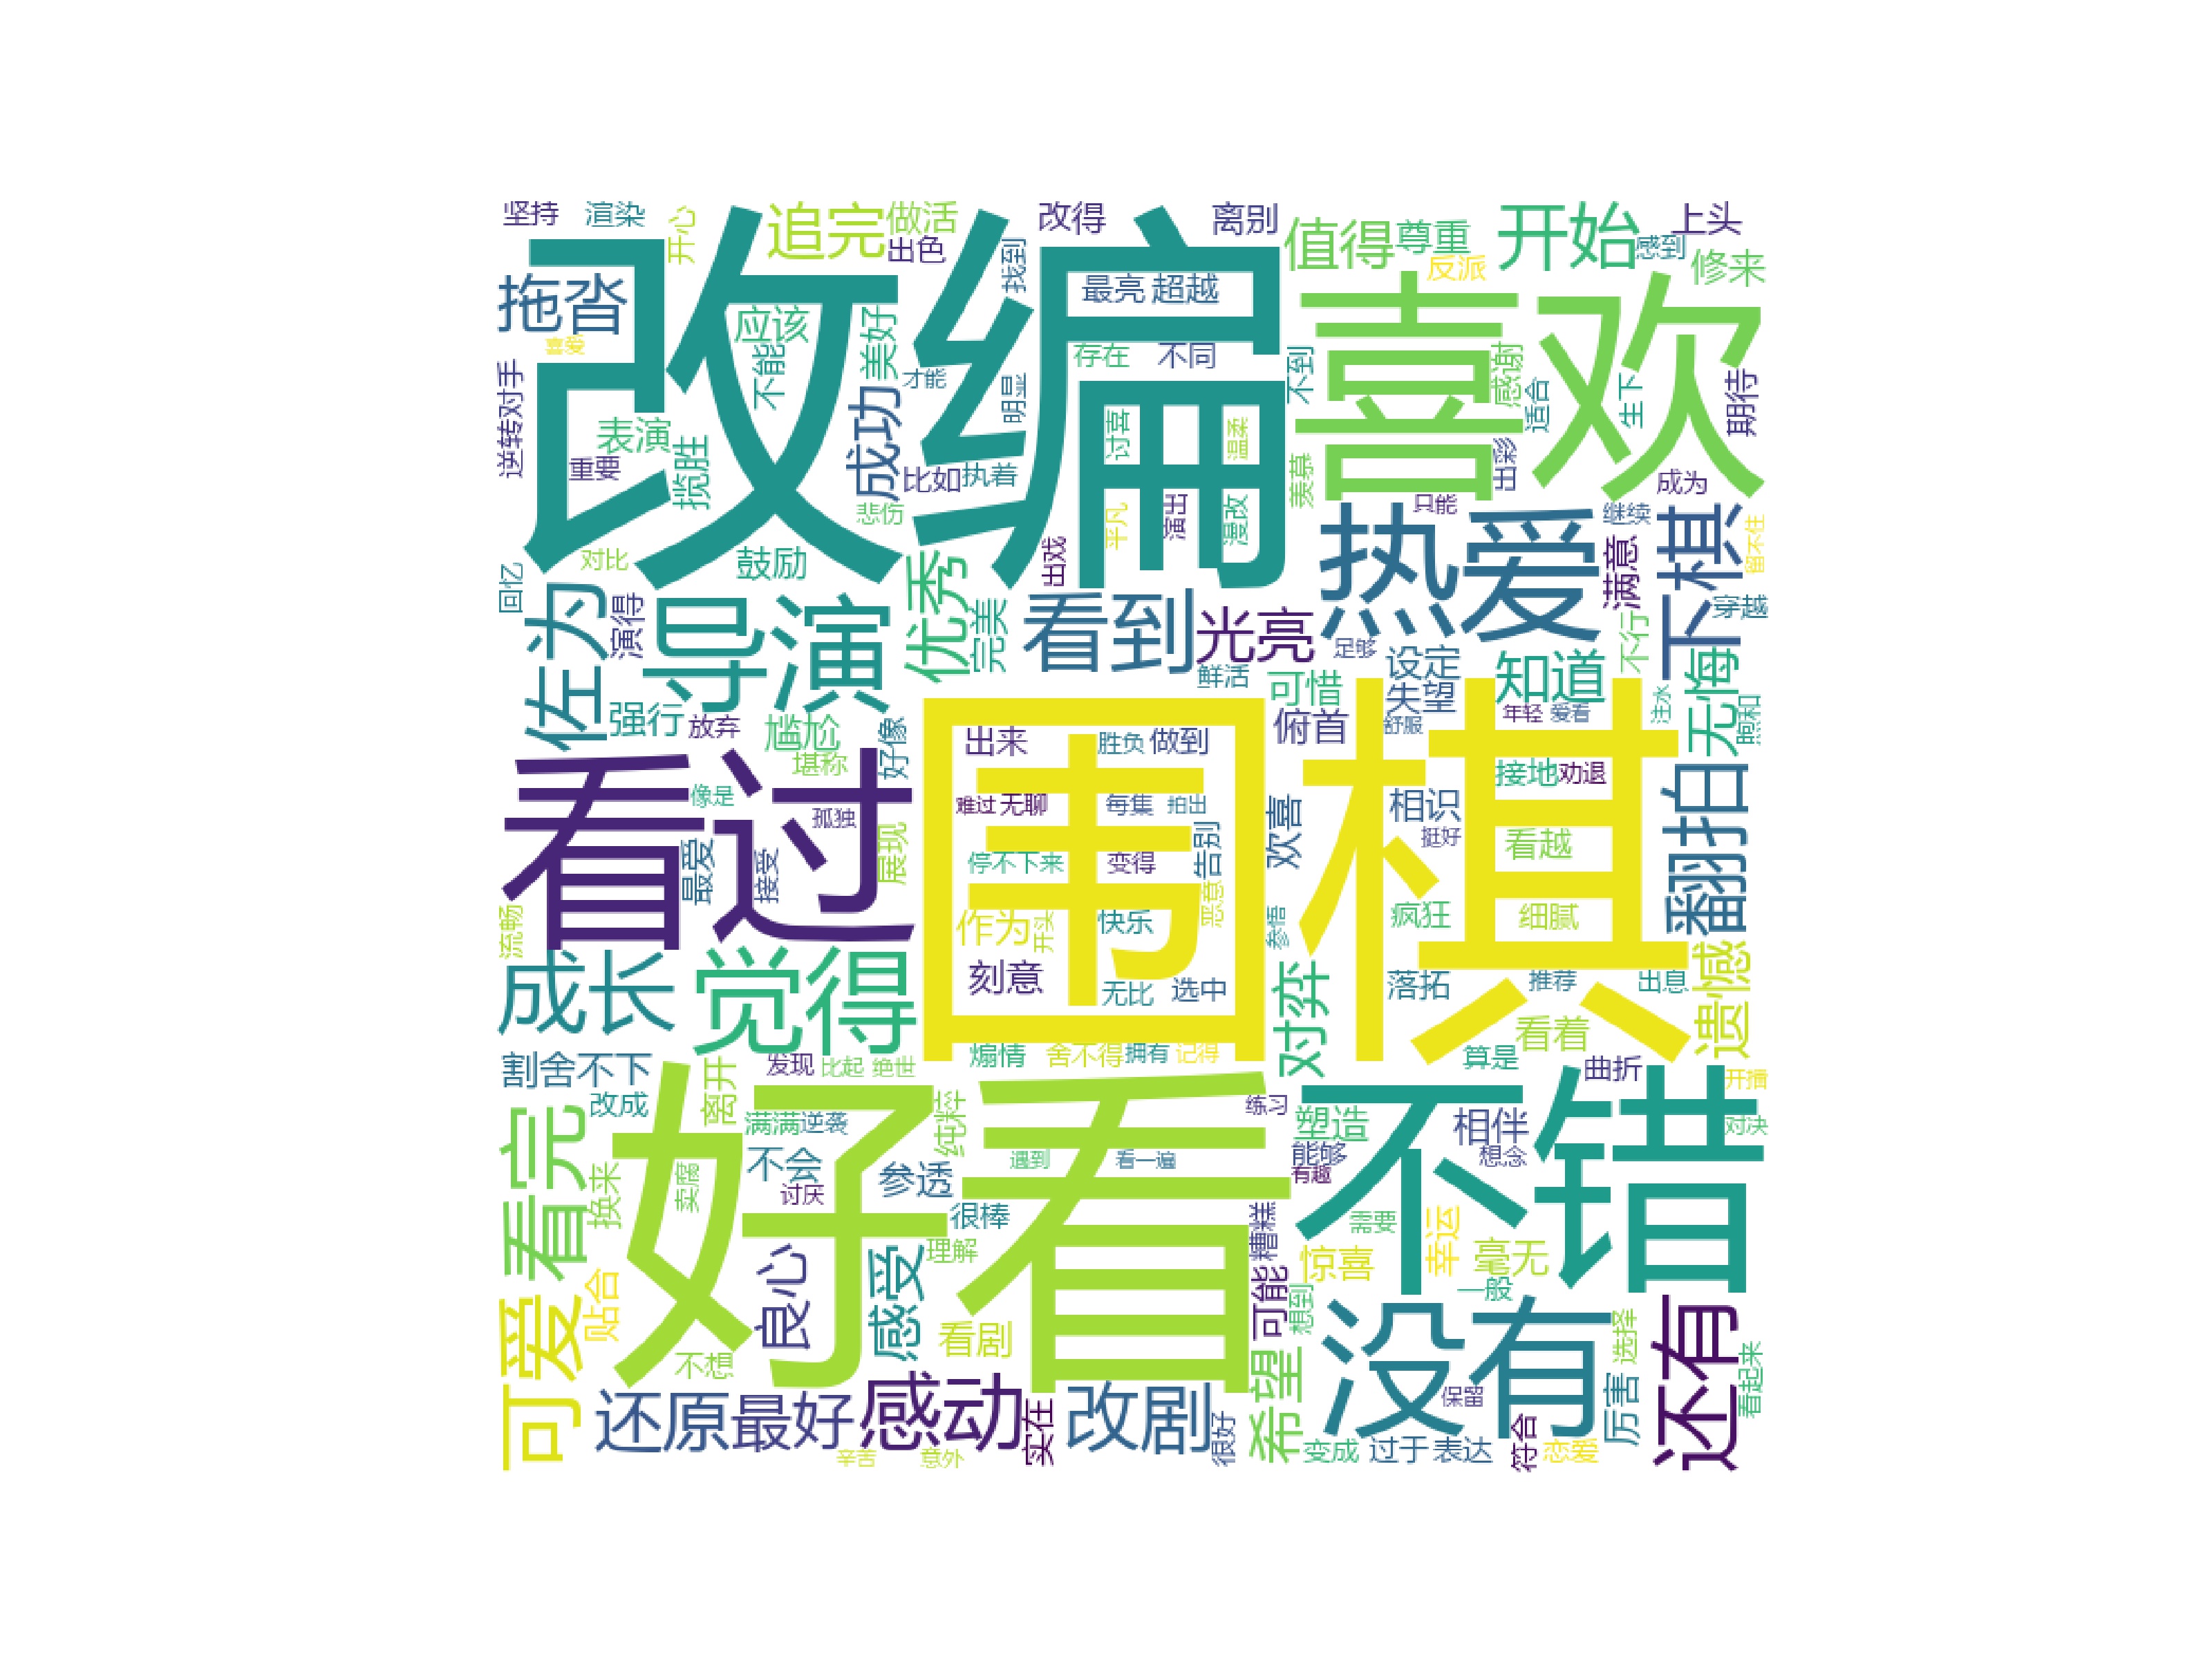 坚持 渲染 开心 追完 做活 改得 离别 值得 尊重 开始 上头
出色 找到 反派 感到 修来
改编
喜欢
拖沓 喜爱 应该 不能 美好 才能 明显 最亮 超越 存在 不同 不到 感谢 适合 生下 期待
逆转对手 表演 重要 揽胜 成功 比如 执着 悲伤 讨喜 温柔 平凡 演出 漫改 羡慕 出彩 只能 成为 继续 留不住
热爱 满意 下棋 穿越
回忆 对比 鼓励 出戏 优秀 完美 看到 光亮 足够 设定 失望 知道 不行 无悔
佐为 演得 导演 鲜活 可惜 俯首 舒服 年轻 爱看 注水
强行 放弃 尴尬 堪称 好像
看过
围棋
出来 胜负 做到 难过 无聊 每集 拍出 停不下来 变得 告别 欢喜 接地 劝退 相识 挺好 看越 翻拍
像是 孤独 最爱 接受 展现 流畅 作为 开头 快乐 恶意 参悟 疯狂 细腻
成长 觉得 刻意 无比 选中 对弈 落拓 推荐 出息 遗憾 看着
割舍不下 改成 离开 发现 比起 绝世 煽情 舍不得 拥有 记得 算是 曲折 开播
好看
不错
看完 换来 卖腐 满满 逆袭 不会 讨厌 纯粹 参透 遇到 看一遍 练习 塑造 能够 有趣 相伴 想念 对决
很棒 理解 糟糕 需要 惊喜 幸运 毫无 一般
可爱 贴合 良心 感受 看剧 可能 想到 没有 选择 厉害 还有 看起来
不想 还原 最好 感动 实在 改剧 很好 希望 保留
辛苦 意外 变成 过于 表达 符合 恋爱